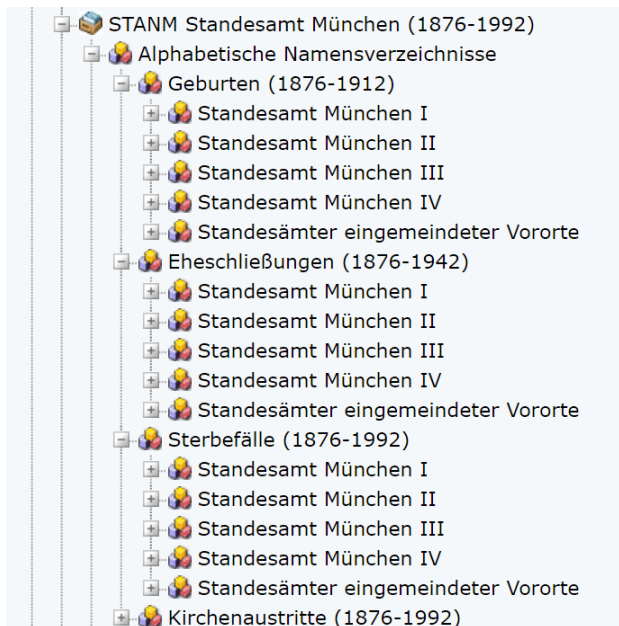 STANM Standesamt München (1876-1992)
Alphabetische Namensverzeichnisse
Geburten (1876-1912)
Standesamt München I
Standesamt München II
Standesamt München III
Standesamt München IV
Standesämter eingemeindeter Vororte
Eheschließungen (1876-1942)
Standesamt München I
Standesamt München II
Standesamt München III
Standesamt München IV
Standesämter eingemeindeter Vororte
Sterbefälle (1876-1992)
Standesamt München I
Standesamt München II
Standesamt München III
Standesamt München IV
Standesämter eingemeindeter Vororte
Kirchenaustritte (1876-1992)